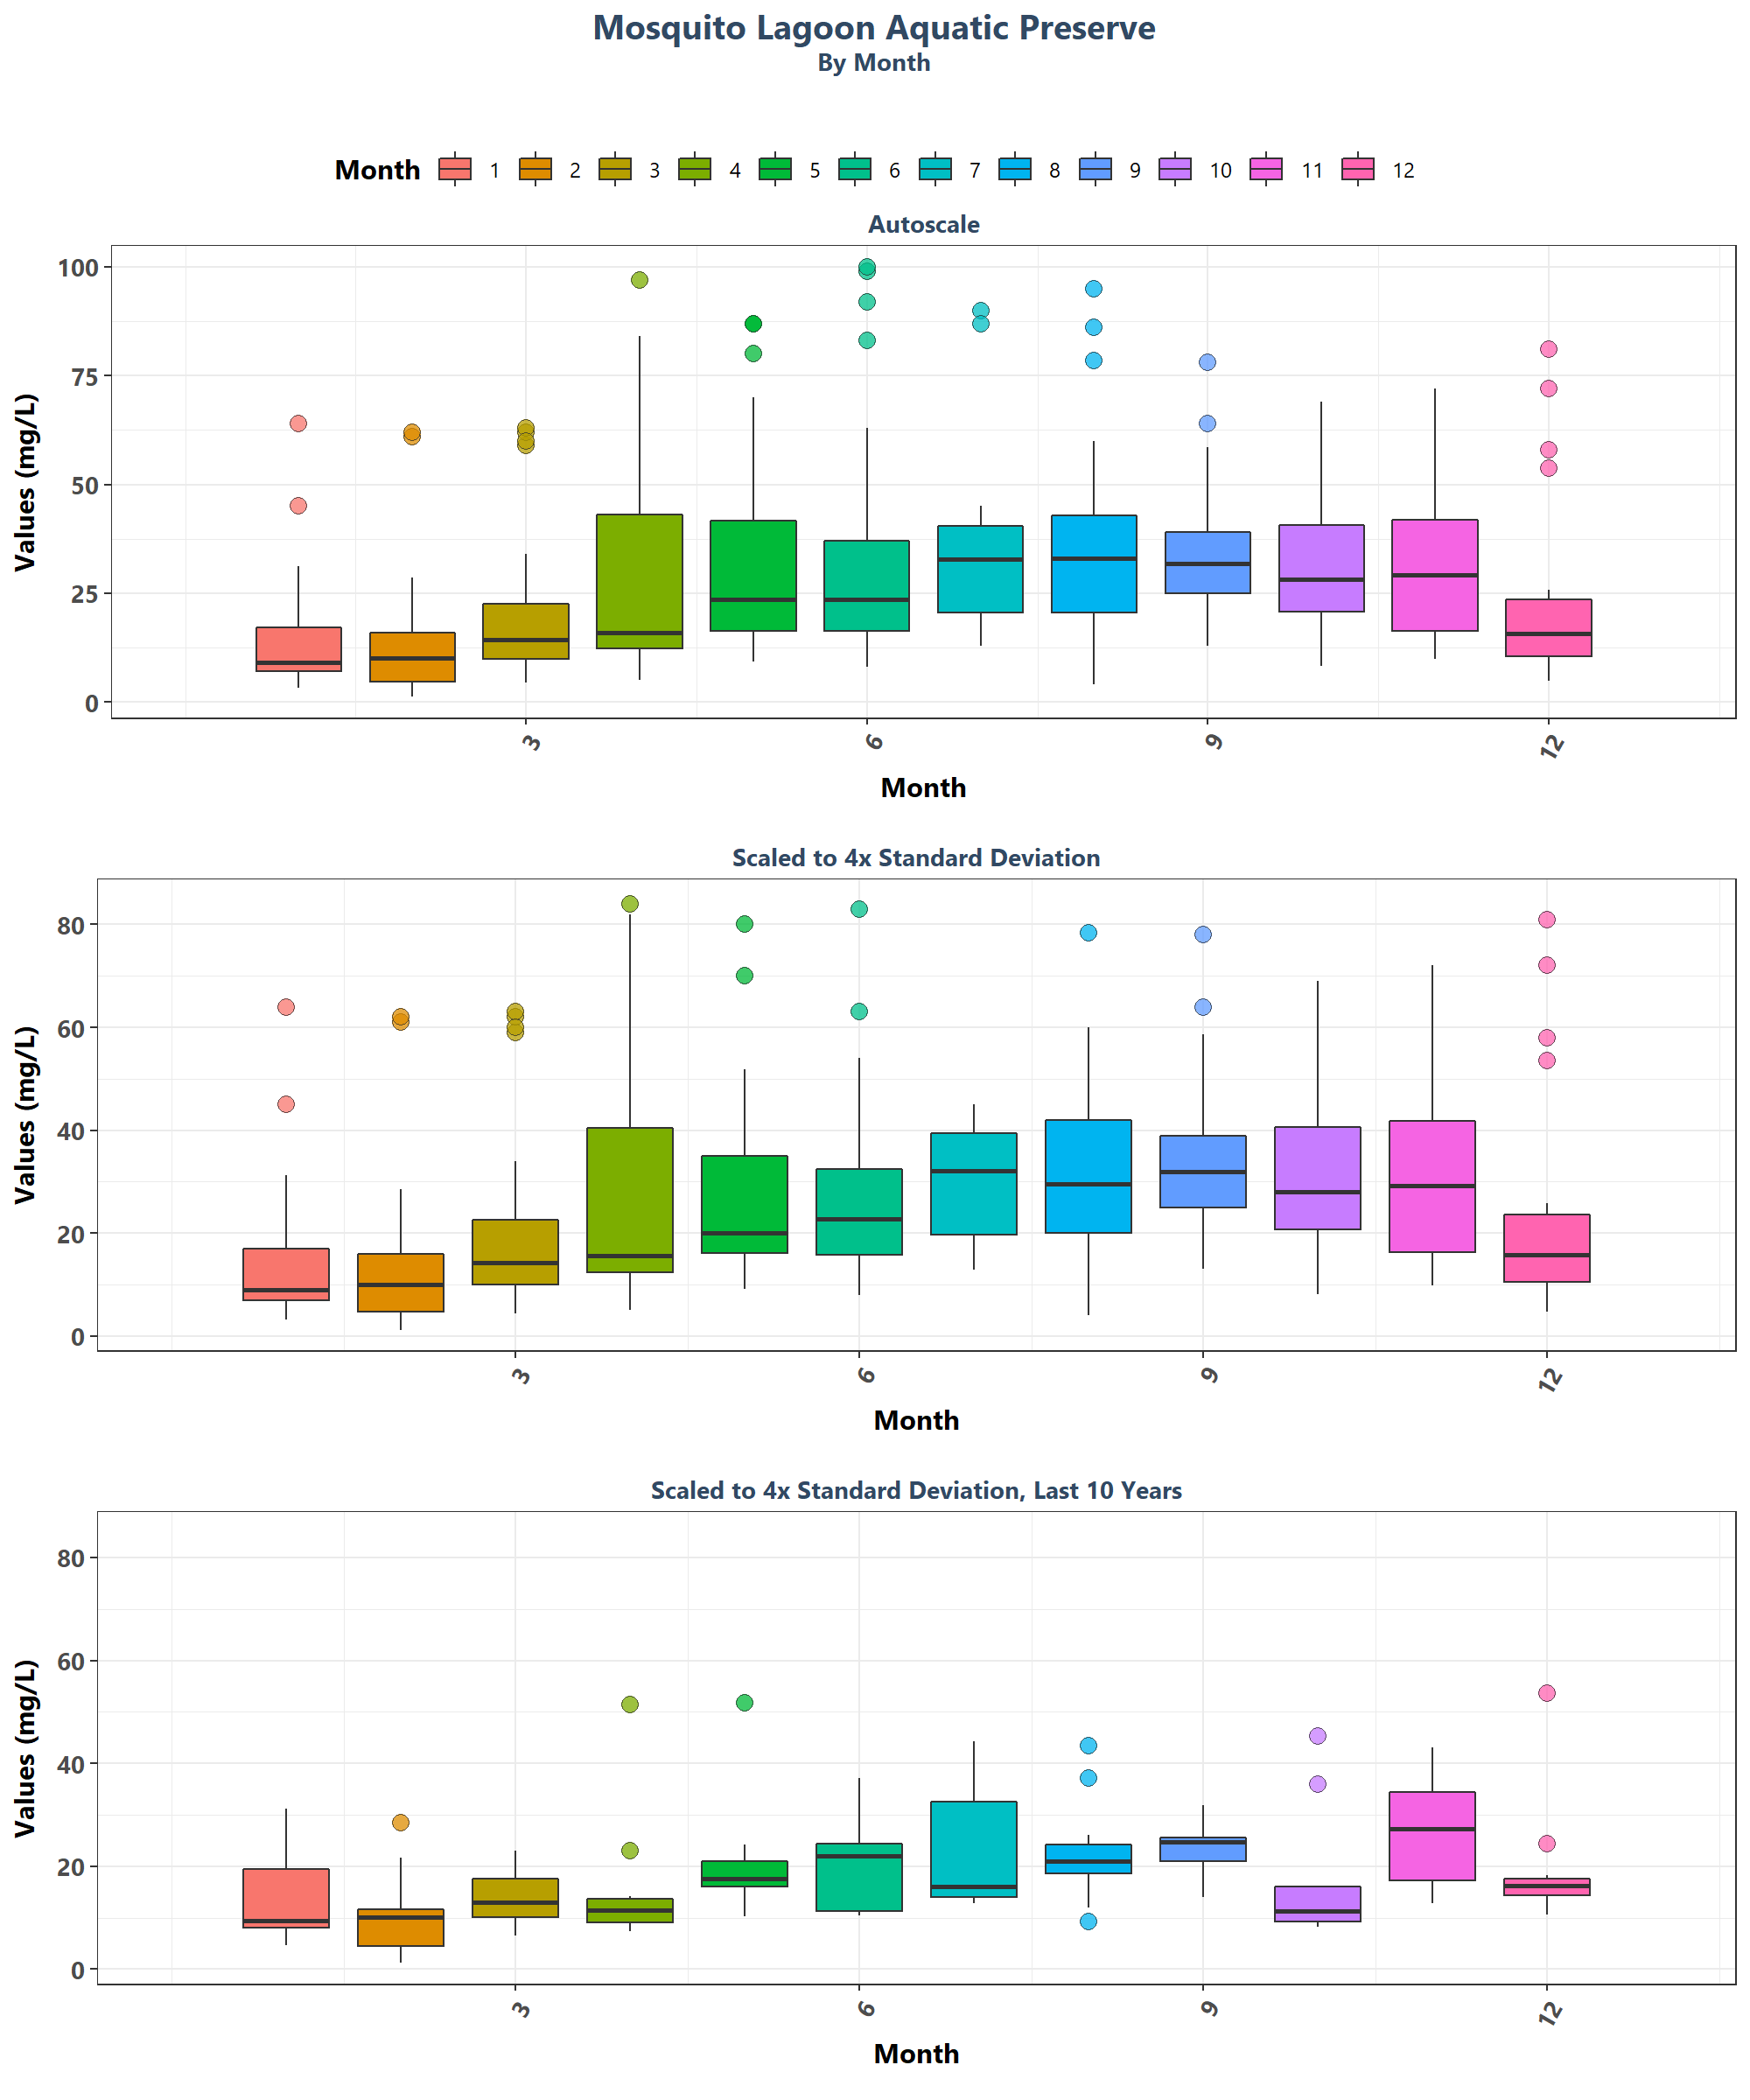 Mosquito Lagoon Aquatic Preserve
By Month
Month 1 2 3 4 5 6 7 8 9 10 11 12
Autoscale
Values (mg/L)
100
75
50
25
0
3 6 9 12
Month
Scaled to 4x Standard Deviation
Values (mg/L)
80
60
40
20
0
3 6 9 12
Month
Scaled to 4x Standard Deviation, Last 10 Years
Values (mg/L)
80
60
40
20
0
3 6 9 12
Month